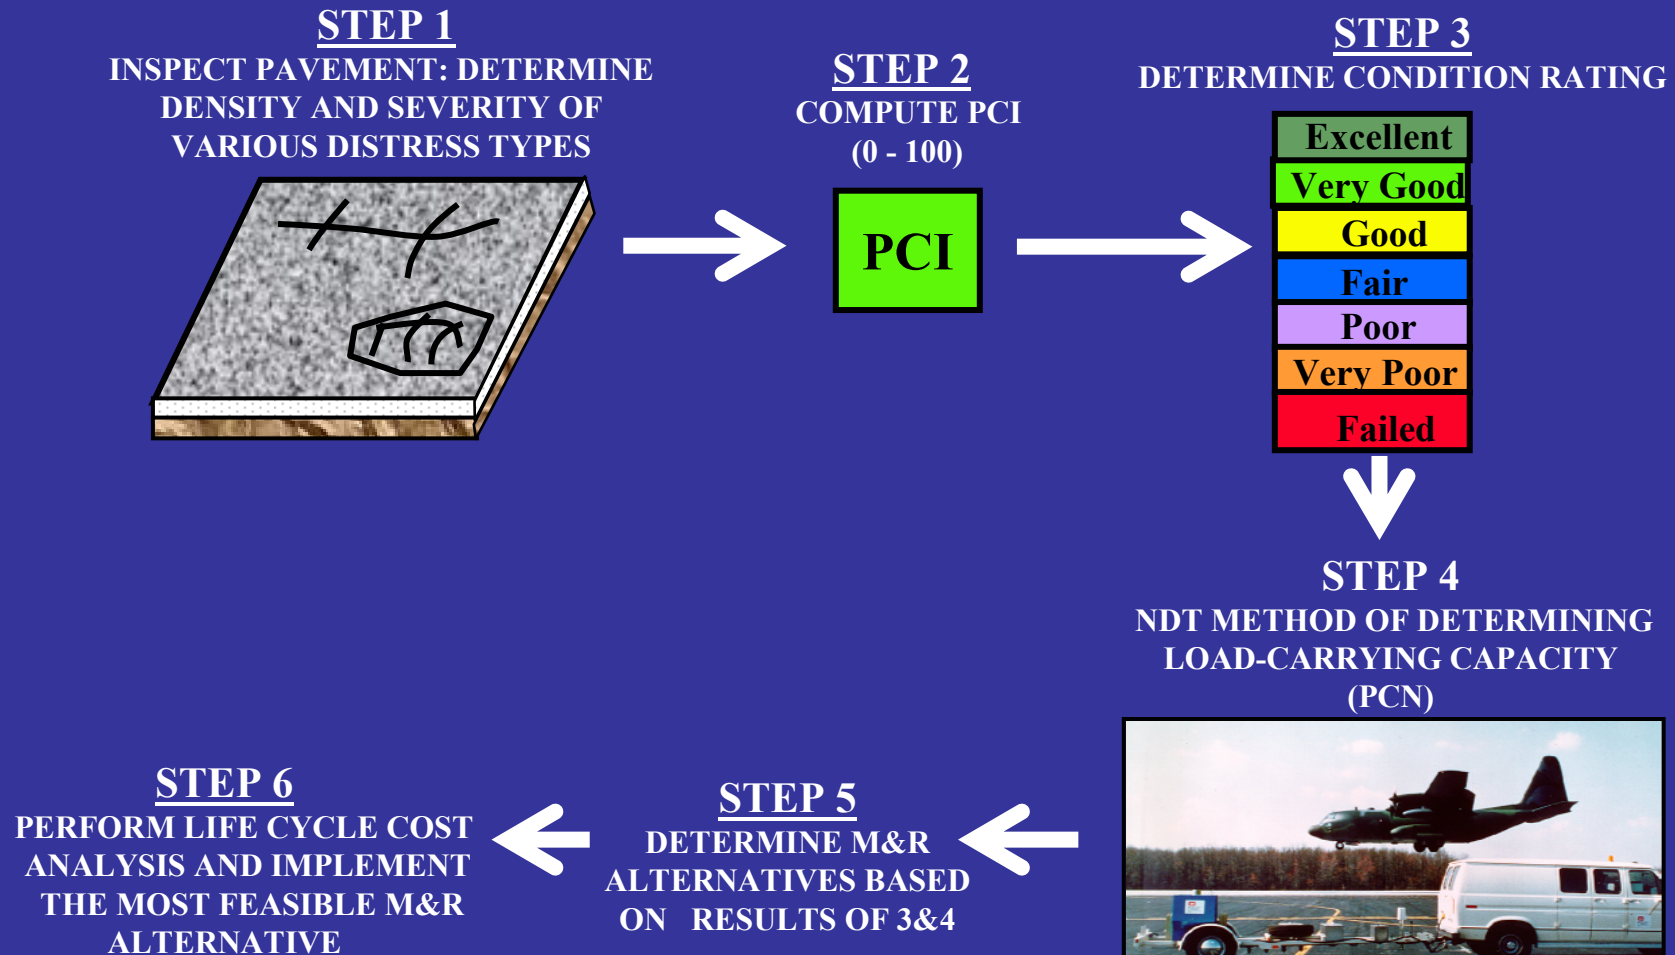 STEP 1
INSPECT PAVEMENT: DETERMINE
DENSITY AND SEVERITY OF
VARIOUS DISTRESS TYPES
STEP 2
COMPUTE PCI
(0 - 100)
PCI
STEP 3
DETERMINE CONDITION RATING
Excellent
Very Good
Good
Fair
Poor
Very Poor
Failed
STEP 4
NDT METHOD OF DETERMINING
LOAD-CARRYING CAPACITY
(PCN)
STEP 5
DETERMINE M&R
ALTERNATIVES BASED
ON RESULTS OF 3&4
STEP 6
PERFORM LIFE CYCLE COST
ANALYSIS AND IMPLEMENT
THE MOST FEASIBLE M&R
ALTERNATIVE